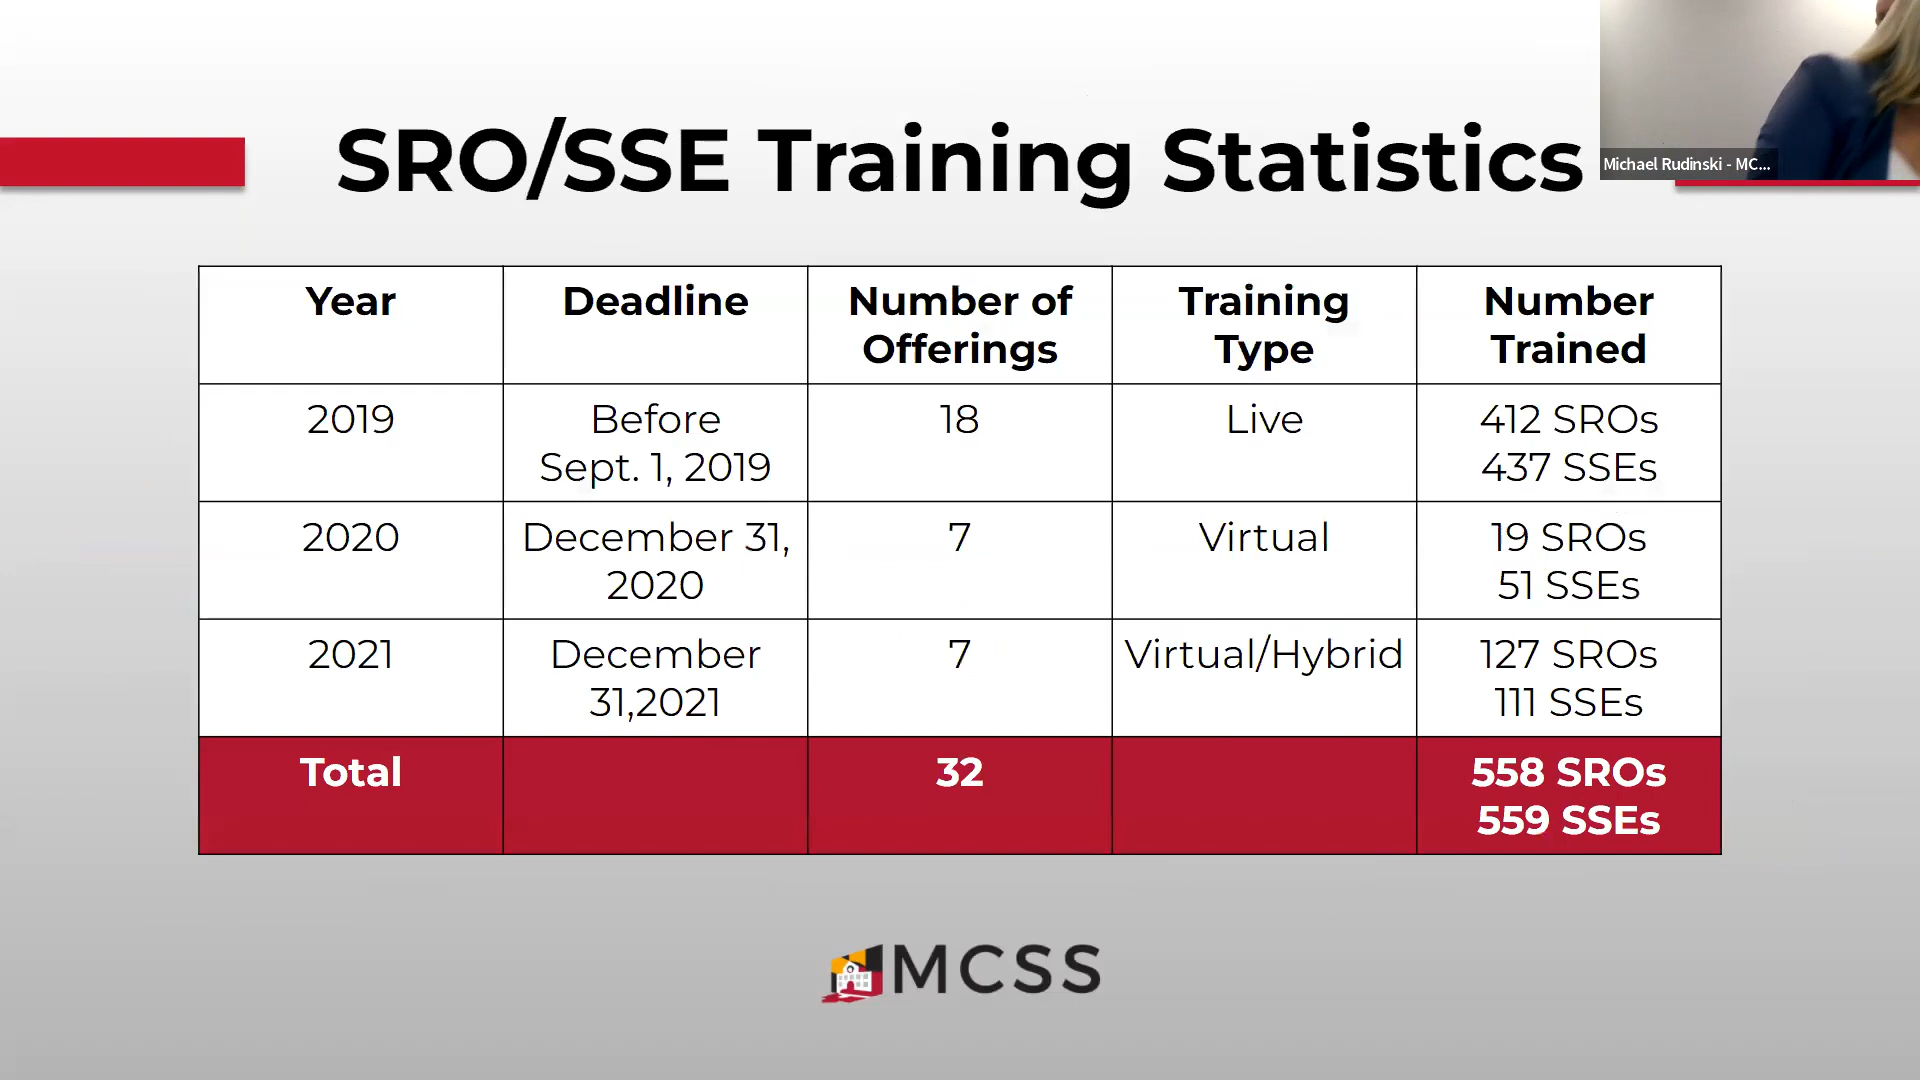 SRO/SSE Training Statistics
Michael Rudinski - MC...
Year
Deadline
Number of
Offerings
Training
Type
Number
Trained
2019
Before
Sept. 1, 2019
18
Live
412 SROs
437 SSEs
2020
December 31,
2020
7
Virtual
19 SROs
51 SSEs
2021
December
31,2021
7
Virtual/Hybrid
127 SROs
111 SSEs
Total
32
558 SROs
559 SSEs
MCSS